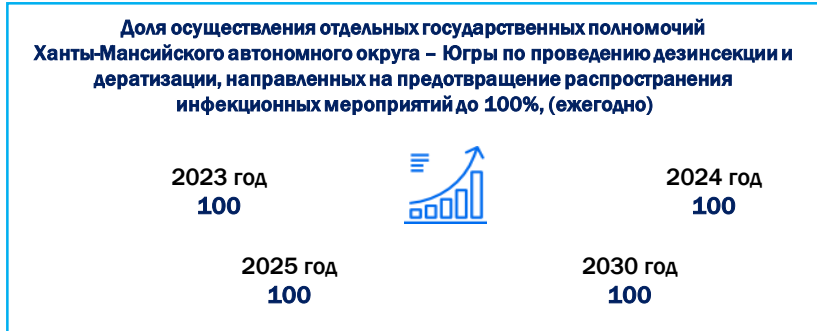 Доля осуществления отдельных государственных полномочий
Ханты-Мансийского автономного округа – Югры по проведению дезинсекции и
дератизации, направленных на предотвращение распространения
инфекционных мероприятий до 100%, (ежегодно)
2023 год
100
2024 год
100
2025 год
100
2030 год
100